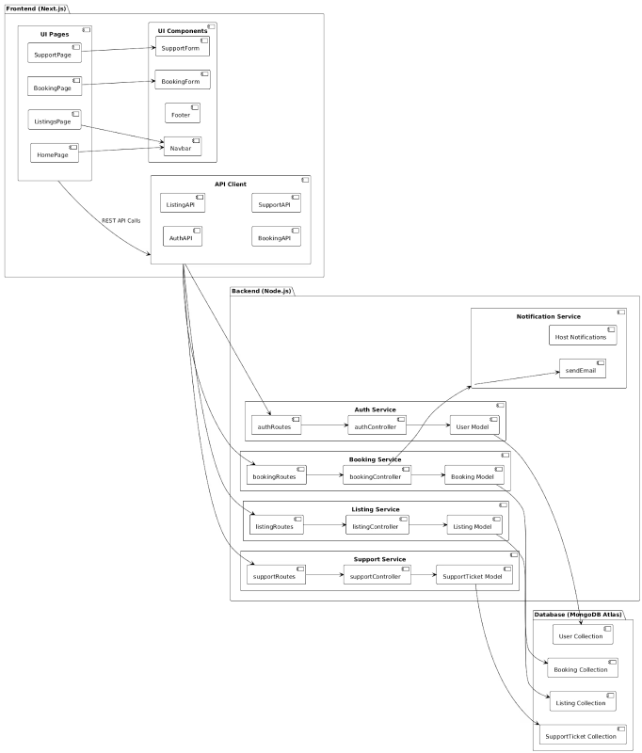 Frontend (Next.js)
UI Pages
SupportPage
BookingPage
ListingsPage
HomePage
UI Components
SupportForm
BookingForm
Footer
Navbar
REST API Calls
API Client
ListingAPI
SupportAPI
AuthAPI
BookingAPI
Backend (Node.js)
Notification Service
Host Notifications
sendEmail
Auth Service
authRoutes
authController
User Model
Booking Service
bookingRoutes
bookingController
Booking Model
Listing Service
listingRoutes
listingController
Listing Model
Support Service
supportRoutes
supportController
SupportTicket Model
Database (MongoDB Atlas)
User Collection
Booking Collection
Listing Collection
SupportTicket Collection